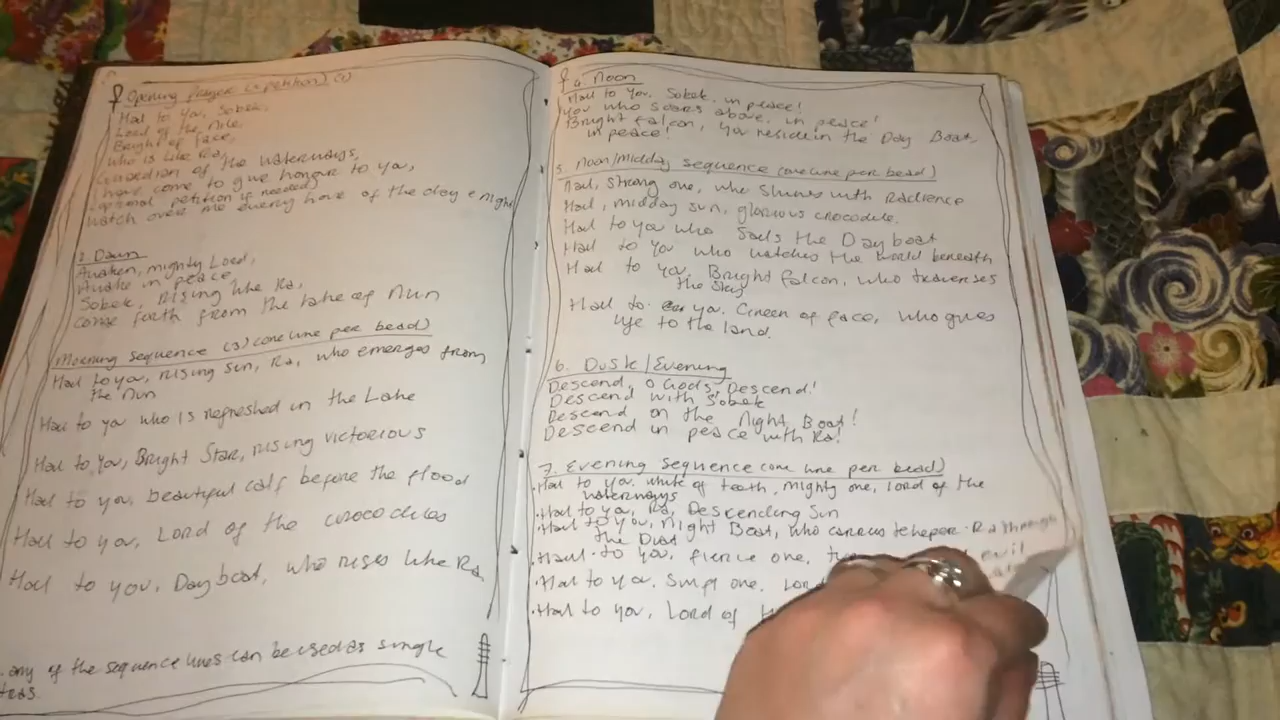 Opening prayer (& petition) (1)
Hail to you, Sobek,
Lord of the Nile,
Bright of face,
who is like Ra,
Guardian of the waterways,
I have come to give honour to you,
optional petition if needed
watch over me every hour of the day & night
2. Dawn
Awaken, mighty Lord,
Awake in peace,
Sobek, rising like Ra,
come forth from the lake of Nun
Morning Sequence (3) (one line per bead)
Hail to you, rising sun, Ra, who emerges from
the Nun
Hail to you who is refreshed in the Lake
Hail to you, Bright Star, rising victorious
Hail to you, beautiful calf before the flood
Hail to you, Lord of the crocodiles
Hail to you, Day boat, who rises like Ra
any of the sequence lines can be used as single
4. Noon
Hail to you, Sobek, in peace!
You who soars above, in peace!
Bright falcon, you reside in the Day Boat,
in peace!
5. Noon/midday sequence (one line per bead)
Hail, strong one, who shines with Radience
Hail, midday sun, glorious crocodile.
Hail to you who Sails the Day boat
Hail to you who watches the world beneath
Hail to you, Bright falcon, who traverses
the sky
Hail to you, Green of face, who gives
life to the land.
6. Dusk/Evening
Descend, O Gods, Descend!
Descend with Sobek
Descend on the Night Boat!
Descend in peace with Ra!
7. Evening Sequence (one line per bead)
Hail to you, white of teeth, mighty one, lord of the
waterways
Hail to you, Ra, Descending Sun
Hail to you, Night Boat, who carries Khepera-Ra through
the Duat
Hail to you, fierce one, evil
Hail to you, Swift one,
Hail to you, Lord of